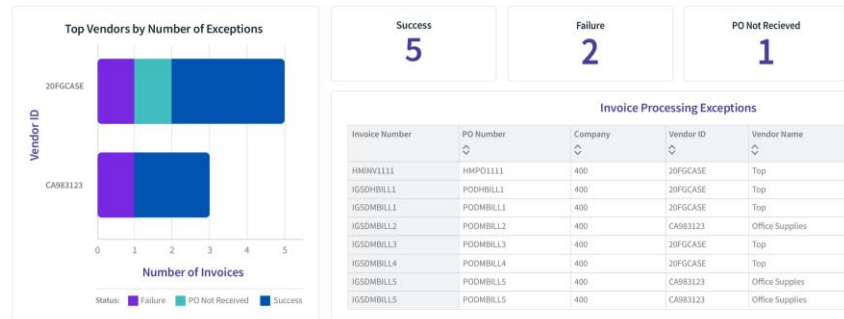 Top Vendors by Number of Exceptions
Vendor ID
20FGCASE
CA983123
0 1 2 3 4 5
Number of Invoices
Status: Failure PO Not Received Success
Success
5
Failure
2
PO Not Recieved
1
Invoice Processing Exceptions
Invoice Number PO Number Company Vendor ID Vendor Name
HMINV1111 HMPO1111 400 20FGCASE Top
IGSDHBILL1 PODHBILL1 400 20FGCASE Top
IGSDMBILL1 PODMBILL1 400 20FGCASE Top
IGSDMBILL2 PODMBILL2 400 CA983123 Office Supplies
IGSDMBILL3 PODMBILL3 400 20FGCASE Top
IGSDMBILL4 PODMBILL4 400 20FGCASE Top
IGSDMBILL5 PODMBILL5 400 CA983123 Office Supples
IGSDMBILL5 PODMBILL5 400 CA983123 Office Supplies